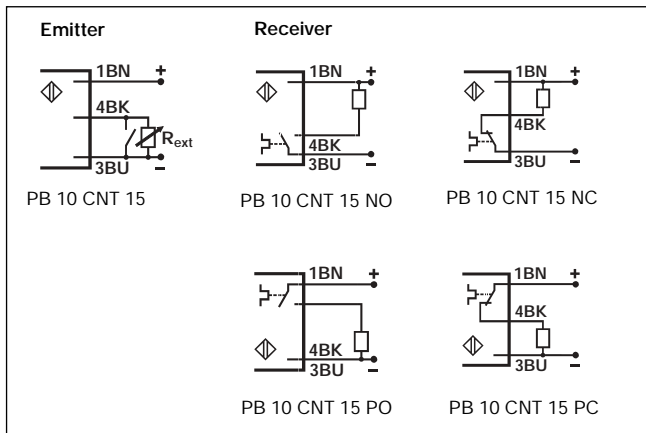 Emitter
1BN +
4BK
Rext
3BU –
PB 10 CNT 15
Receiver
1BN +
4BK
3BU –
PB 10 CNT 15 NO
1BN +
4BK
3BU –
PB 10 CNT 15 NC
1BN +
4BK
3BU –
PB 10 CNT 15 PO
1BN +
4BK
3BU –
PB 10 CNT 15 PC